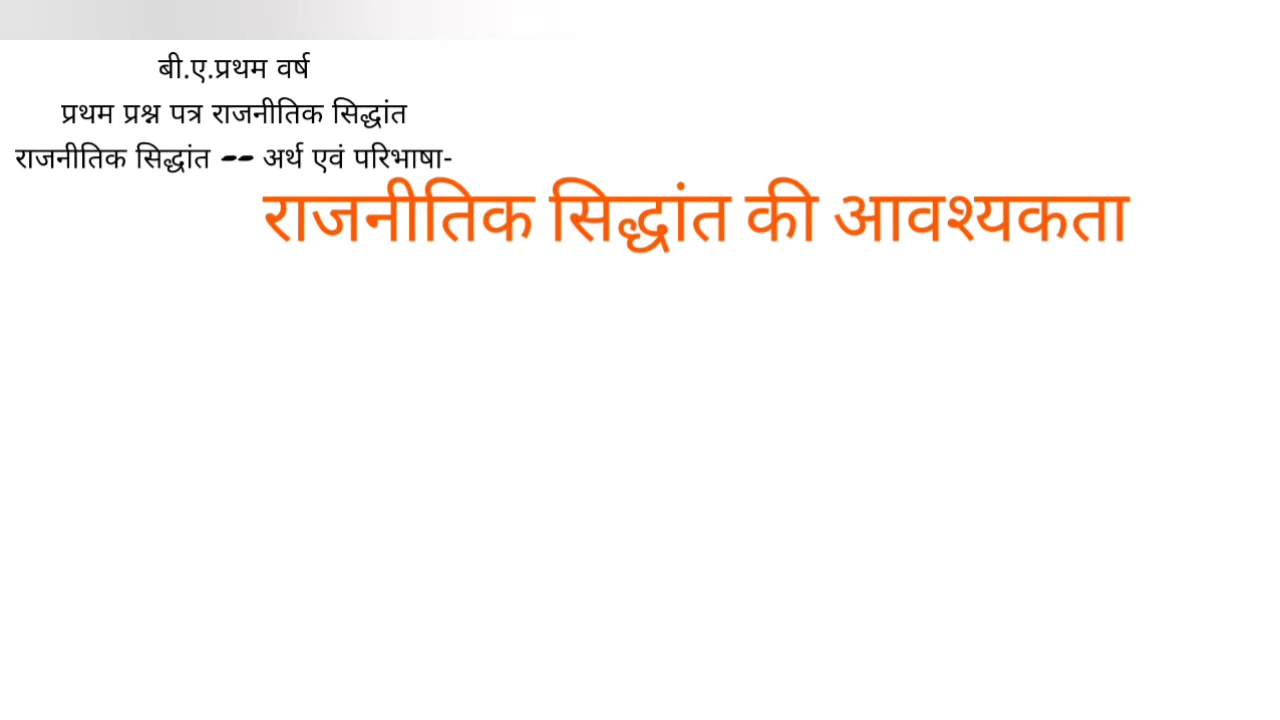 बी.ए.प्रथम वर्ष
प्रथम प्रश्न पत्र राजनीतिक सिद्धांत
राजनीतिक सिद्धांत -- अर्थ एवं परिभाषा-
राजनीतिक सिद्धांत की आवश्यकता